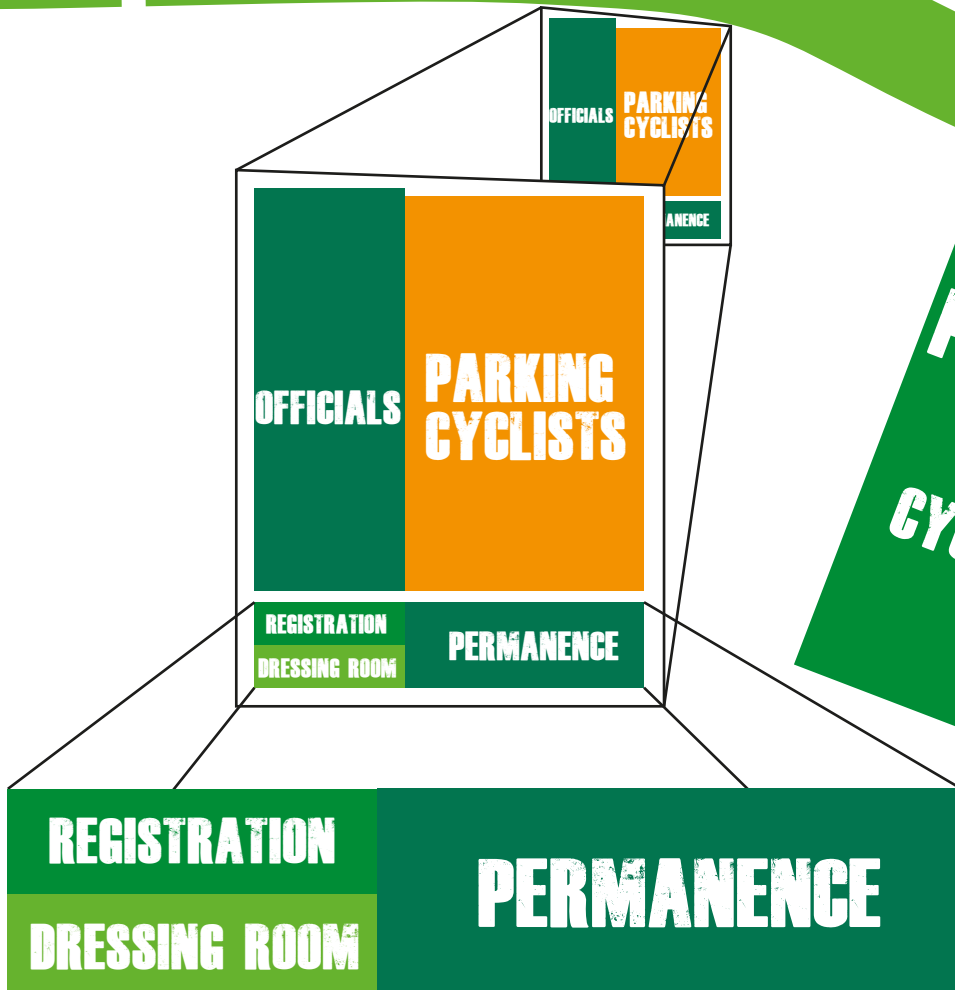 OFFICIALS
PARKING
CYCLISTS
ANENCE
OFFICIALS
PARKING
CYCLISTS
REGISTRATION
DRESSING ROOM
PERMANENCE
REGISTRATION
DRESSING ROOM
PERMANENCE